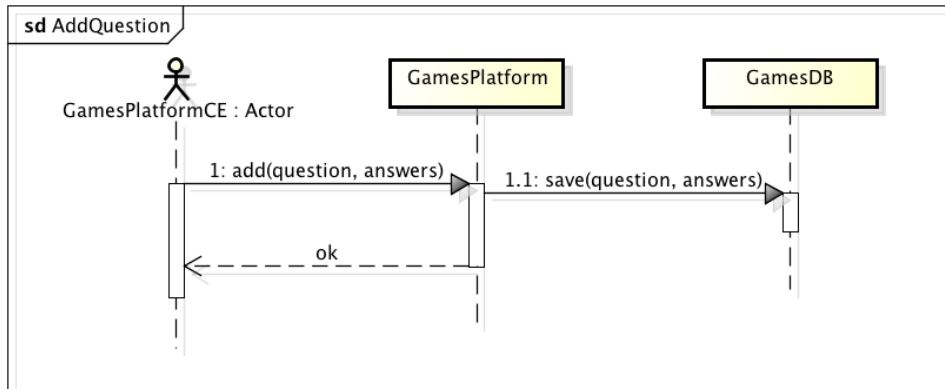 sd AddQuestion
GamesPlatformCE : Actor
GamesPlatform
GamesDB
1: add(question, answers)
1.1: save(question, answers)
ok